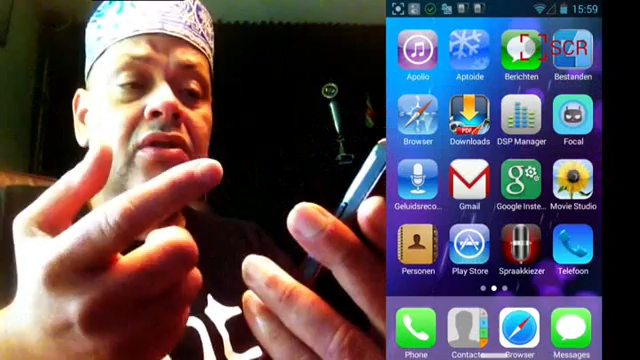 15:59
SCR
Apollo Aptoide Berichten Bestanden
PDF
Browser Downloads DSP Manager Focal
g+
Geluidsreco... Gmail Google Inste... Movie Studio
Personen Play Store Spraakkiezer Telefoon
Phone Contacts Browser Messages